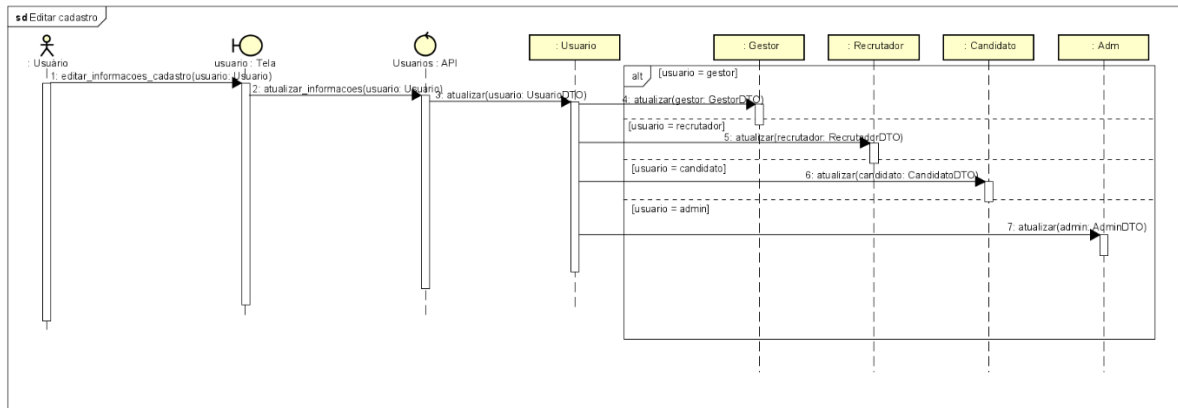 sd Editar cadastro
: Usuário
usuario : Tela
Usuarios : API
: Usuario
: Gestor
: Recrutador
: Candidato
: Adm
1: editar_informacoes_cadastro(usuario: Usuario)
2: atualizar_informacoes(usuario: Usuário)
3: atualizar(usuario: UsuarioDTO)
alt
[usuario = gestor]
4: atualizar(gestor: GestorDTO)
[usuario = recrutador]
5: atualizar(recrutador: RecrutadorDTO)
[usuario = candidato]
6: atualizar(candidato: CandidatoDTO)
[usuario = admin]
7: atualizar(admin: AdminDTO)